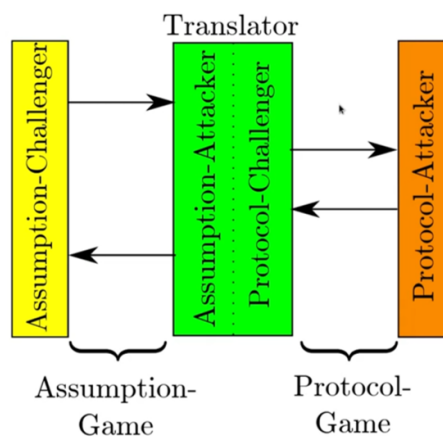 Translator
Assumption-Challenger
Assumption-Attacker
Protocol-Challenger
Protocol-Attacker
Assumption-
Game
Protocol-
Game